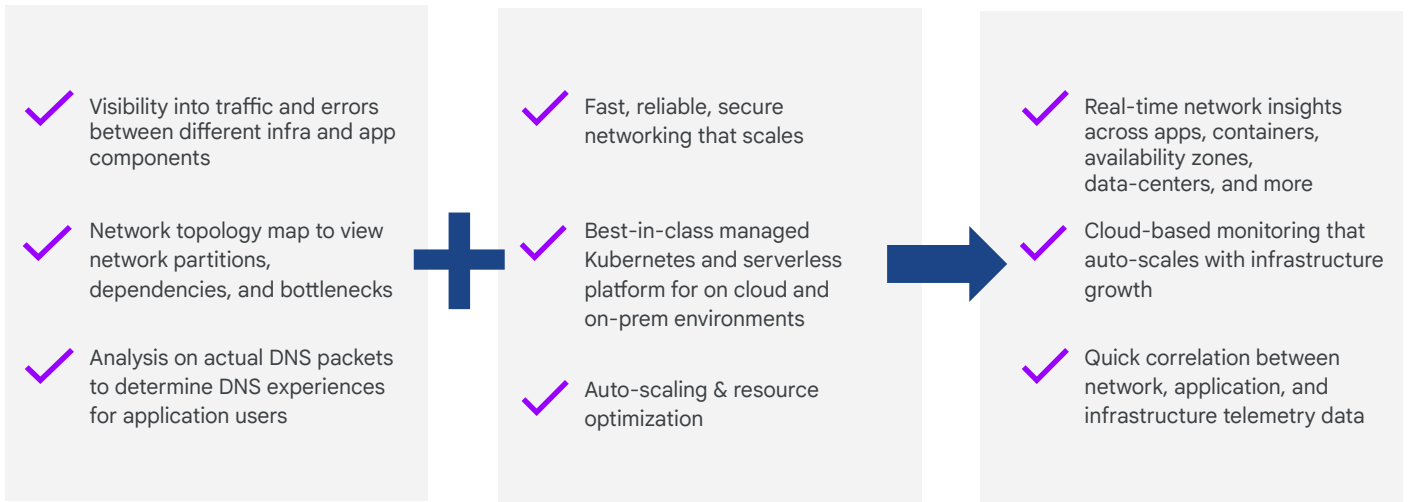 Visibility into traffic and errors
between different infra and app
components
Network topology map to view
network partitions,
dependencies, and bottlenecks
Analysis on actual DNS packets
to determine DNS experiences
for application users
Fast, reliable, secure
networking that scales
Best-in-class managed
Kubernetes and serverless
platform for on cloud and
on-prem environments
Auto-scaling & resource
optimization
Real-time network insights
across apps, containers,
availability zones,
data-centers, and more
Cloud-based monitoring that
auto-scales with infrastructure
growth
Quick correlation between
network, application, and
infrastructure telemetry data